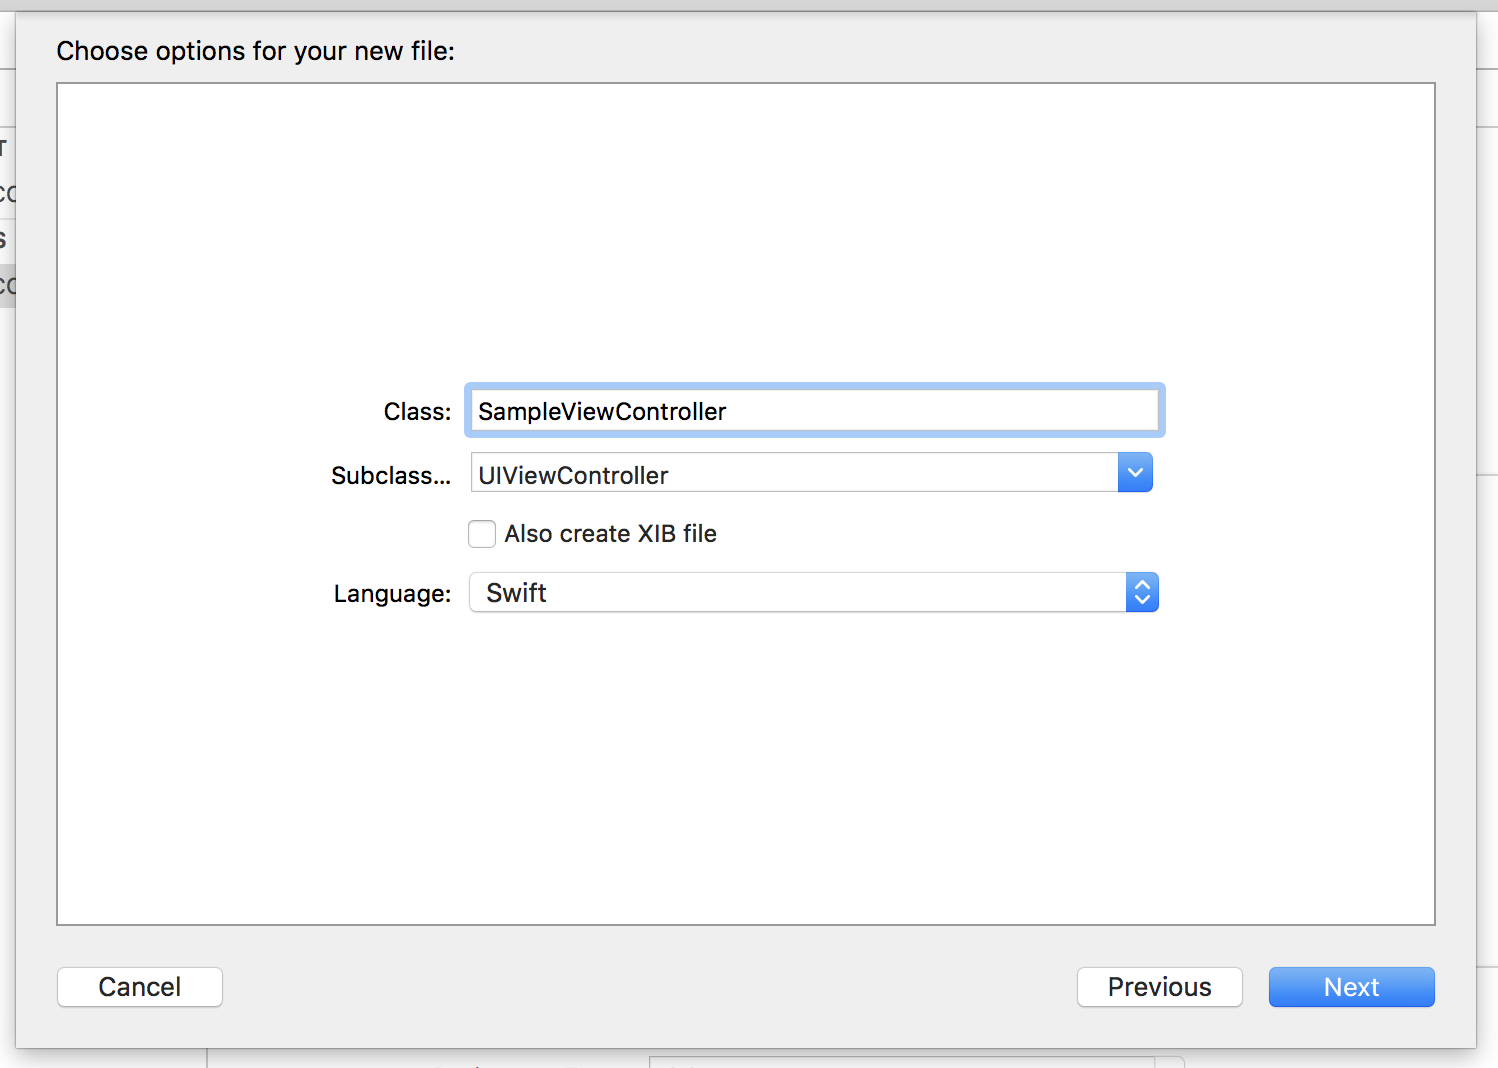 Choose options for your new file:
Class: SampleViewController
Subclass... UIViewController
Also create XIB file
Language: Swift
Cancel Previous Next